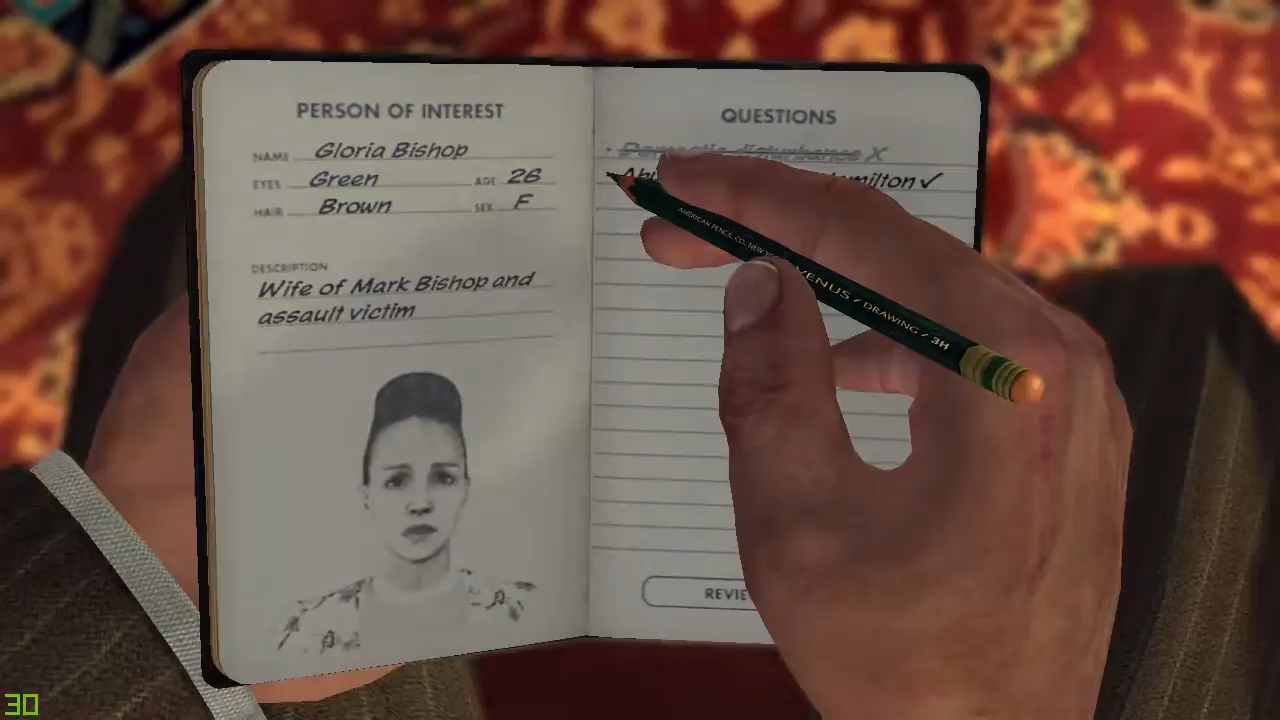 PERSON OF INTEREST
NAME Gloria Bishop
EYES Green AGE 26
HAIR Brown SEX F
DESCRIPTION
Wife of Mark Bishop and
assault victim
QUESTIONS
disturbance X
milton ✓
AMERICAN PENCIL CO. NEW
VENUS / DRAWING / 3H
REVIE
30